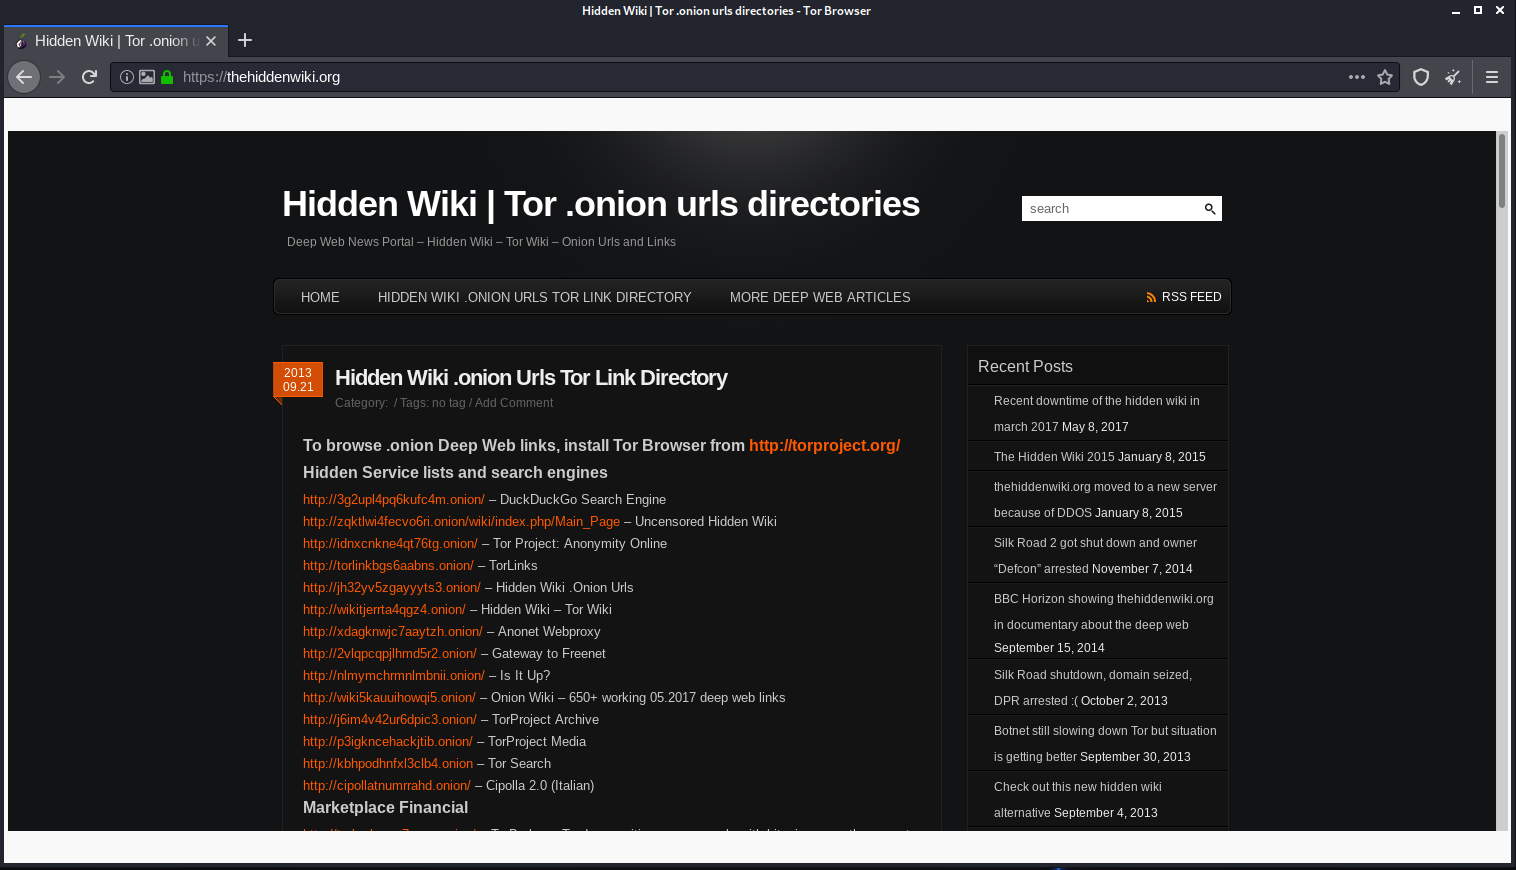 Hidden Wiki | Tor .onion urls directories - Tor Browser
Hidden Wiki | Tor .onion u
https://thehiddenwiki.org
Hidden Wiki | Tor .onion urls directories
search
Deep Web News Portal – Hidden Wiki – Tor Wiki – Onion Urls and Links
HOME HIDDEN WIKI .ONION URLS TOR LINK DIRECTORY MORE DEEP WEB ARTICLES RSS FEED
2013
09.21
Hidden Wiki .onion Urls Tor Link Directory
Category: / Tags: no tag / Add Comment
To browse .onion Deep Web links, install Tor Browser from http://torproject.org/
Hidden Service lists and search engines
http://3g2upl4pq6kufc4m.onion/ – DuckDuckGo Search Engine
http://zqktlwi4fecvo6ri.onion/wiki/index.php/Main_Page – Uncensored Hidden Wiki
http://idnxcnkne4qt76tg.onion/ – Tor Project: Anonymity Online
http://torlinkbgs6aabns.onion/ – TorLinks
http://jh32yv5zgayyyts3.onion/ – Hidden Wiki .Onion Urls
http://wikitjerrta4qgz4.onion/ – Hidden Wiki – Tor Wiki
http://xdagknwjc7aaytzh.onion/ – Anonet Webproxy
http://2vlqpcqpjlhmd5r2.onion/ – Gateway to Freenet
http://nlmymchrmnlmbnii.onion/ – Is It Up?
http://wiki5kauuihowqi5.onion/ – Onion Wiki – 650+ working 05.2017 deep web links
http://j6im4v42ur6dpic3.onion/ – TorProject Archive
http://p3igkncehackjtib.onion/ – TorProject Media
http://kbhpodhnfxl3clb4.onion – Tor Search
http://cipollatnumrrahd.onion/ – Cipolla 2.0 (Italian)
Marketplace Financial
Recent Posts
Recent downtime of the hidden wiki in
march 2017 May 8, 2017
The Hidden Wiki 2015 January 8, 2015
thehiddenwiki.org moved to a new server
because of DDOS January 8, 2015
Silk Road 2 got shut down and owner
“Defcon” arrested November 7, 2014
BBC Horizon showing thehiddenwiki.org
in documentary about the deep web
September 15, 2014
Silk Road shutdown, domain seized,
DPR arrested :( October 2, 2013
Botnet still slowing down Tor but situation
is getting better September 30, 2013
Check out this new hidden wiki
alternative September 4, 2013